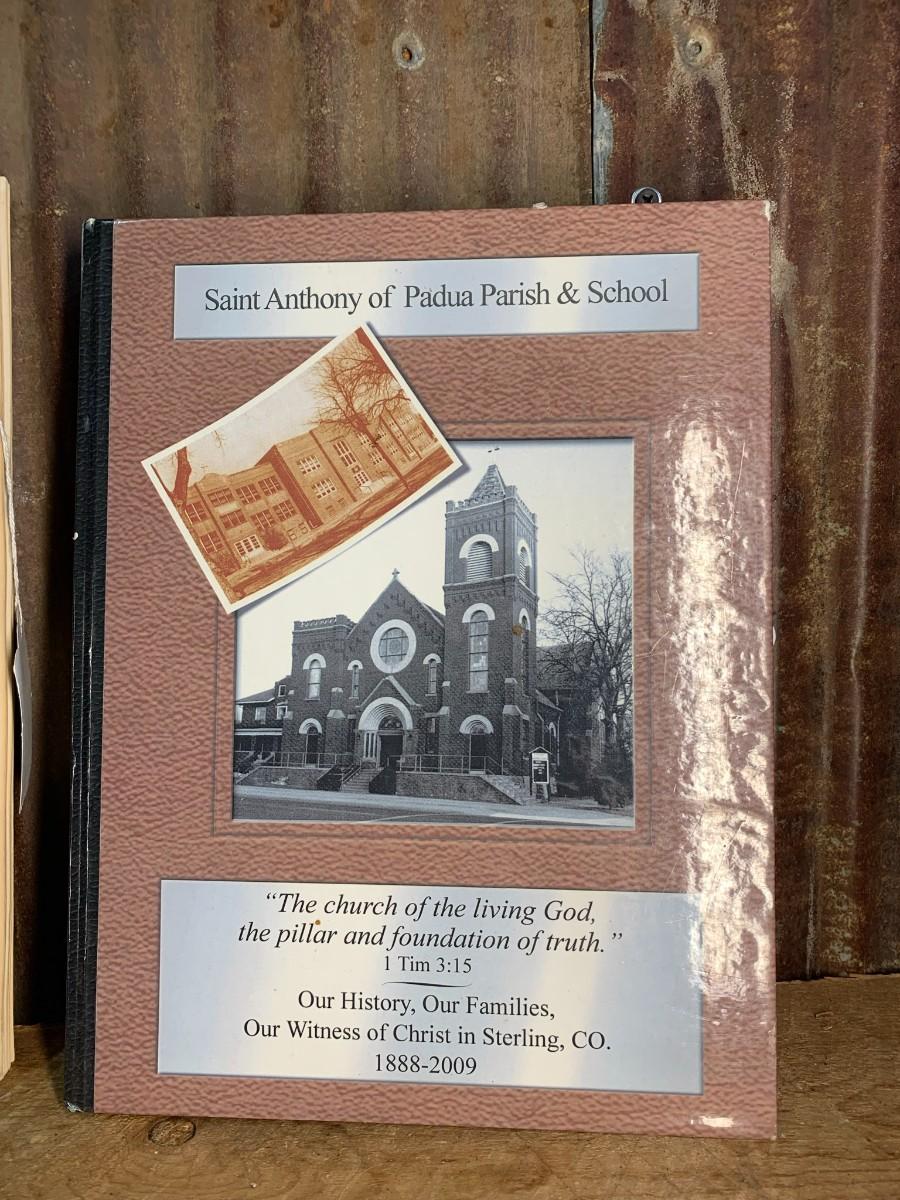 Saint Anthony of Padua Parish & School
“The church of the living God,
the pillar and foundation of truth.”
1 Tim 3:15
Our History, Our Families,
Our Witness of Christ in Sterling, CO.
1888-2009